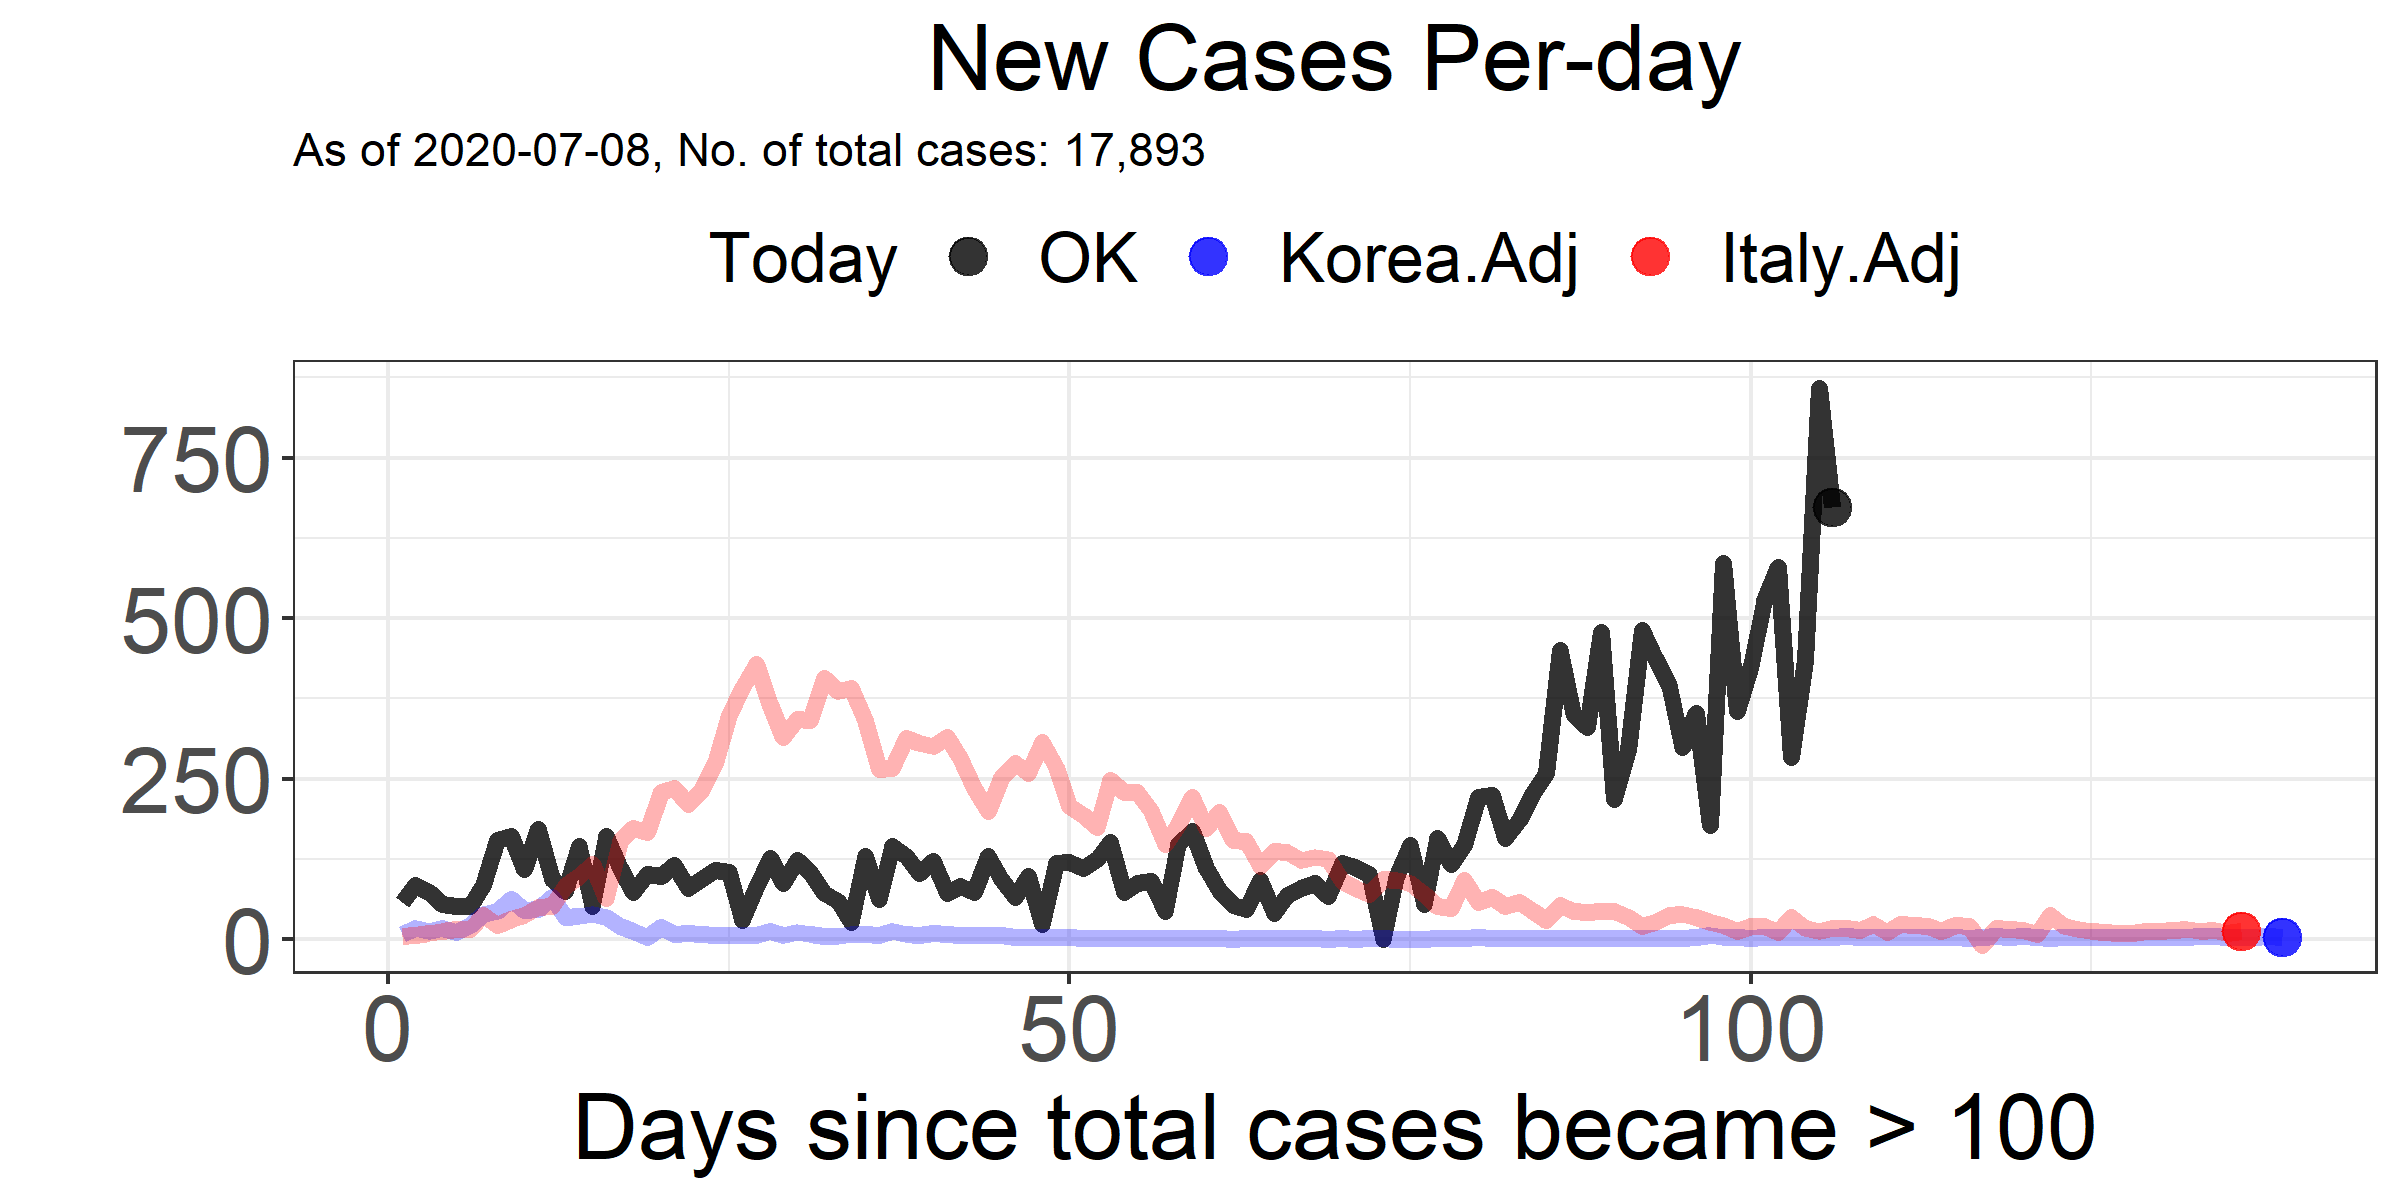 New Cases Per-day
As of 2020-07-08, No. of total cases: 17,893
Today OK Korea.Adj Italy.Adj
750
500
250
0
0 50 100
Days since total cases became > 100